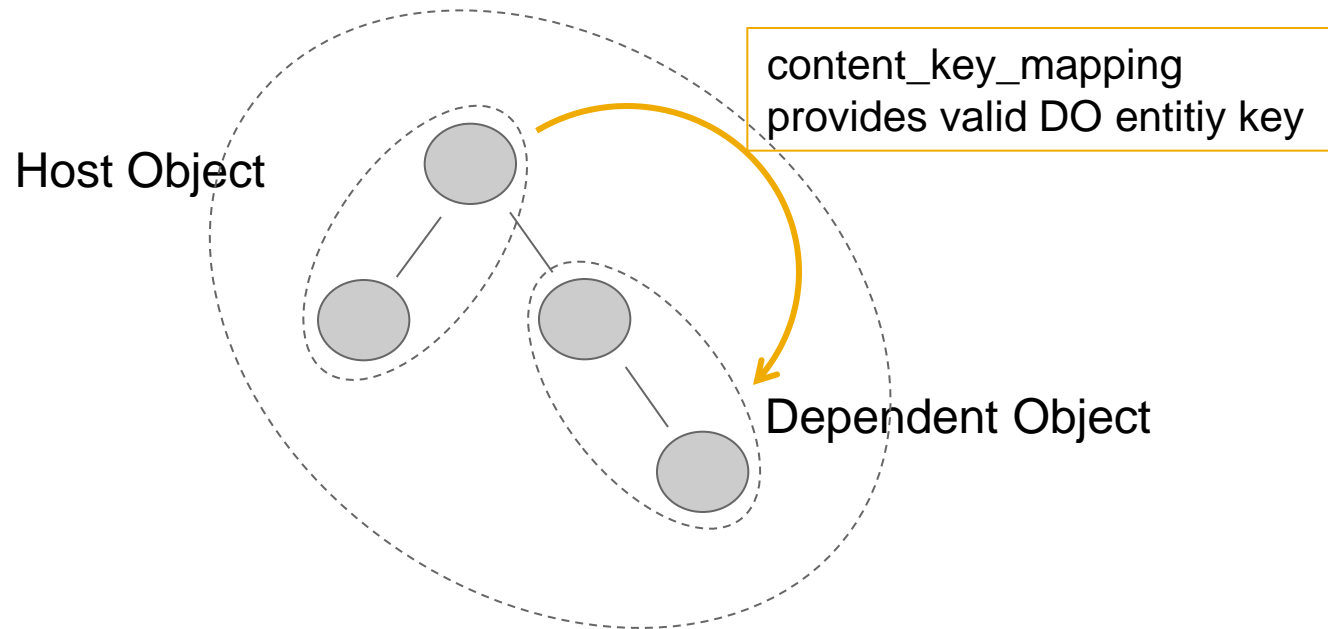 content_key_mapping
provides valid DO entitiy key
Host Object
Dependent Object